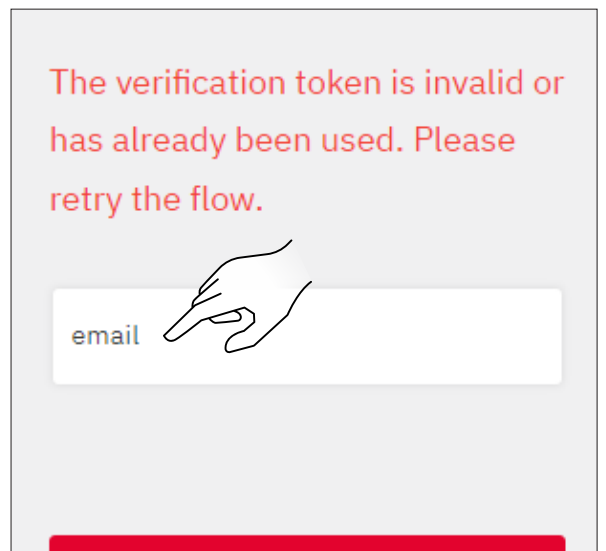 The verification token is invalid or
has already been used. Please
retry the flow.
email